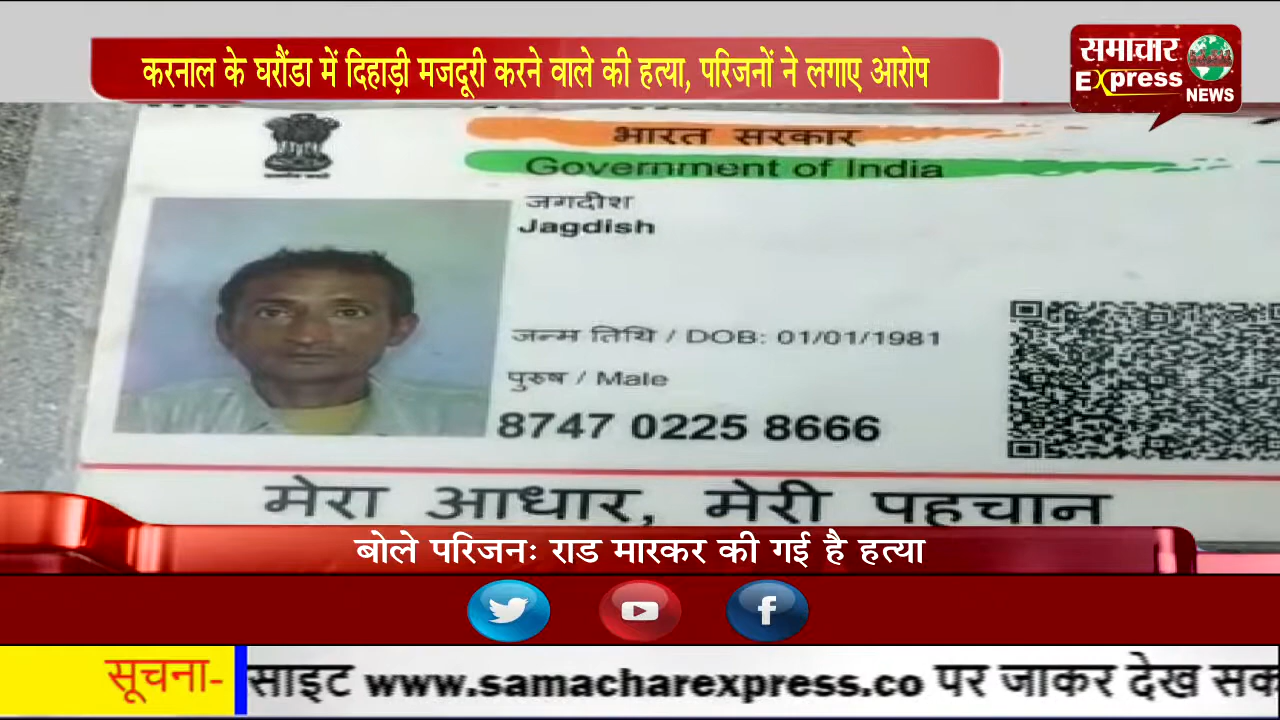 करनाल के घरौंडा में दिहाड़ी मजदूरी करने वाले की हत्या, परिजनों ने लगाए आरोप
समाचार
Express
NEWS
भारत सरकार
Government of India
जगदीश
Jagdish
जन्म तिथि / DOB: 01/01/1981
पुरुष / Male
8747 0225 8666
मेरा आधार, मेरी पहचान
बोले परिजनः राड मारकर की गई है हत्या
सूचना- साइट www.samacharexpress.co पर जाकर देख सक